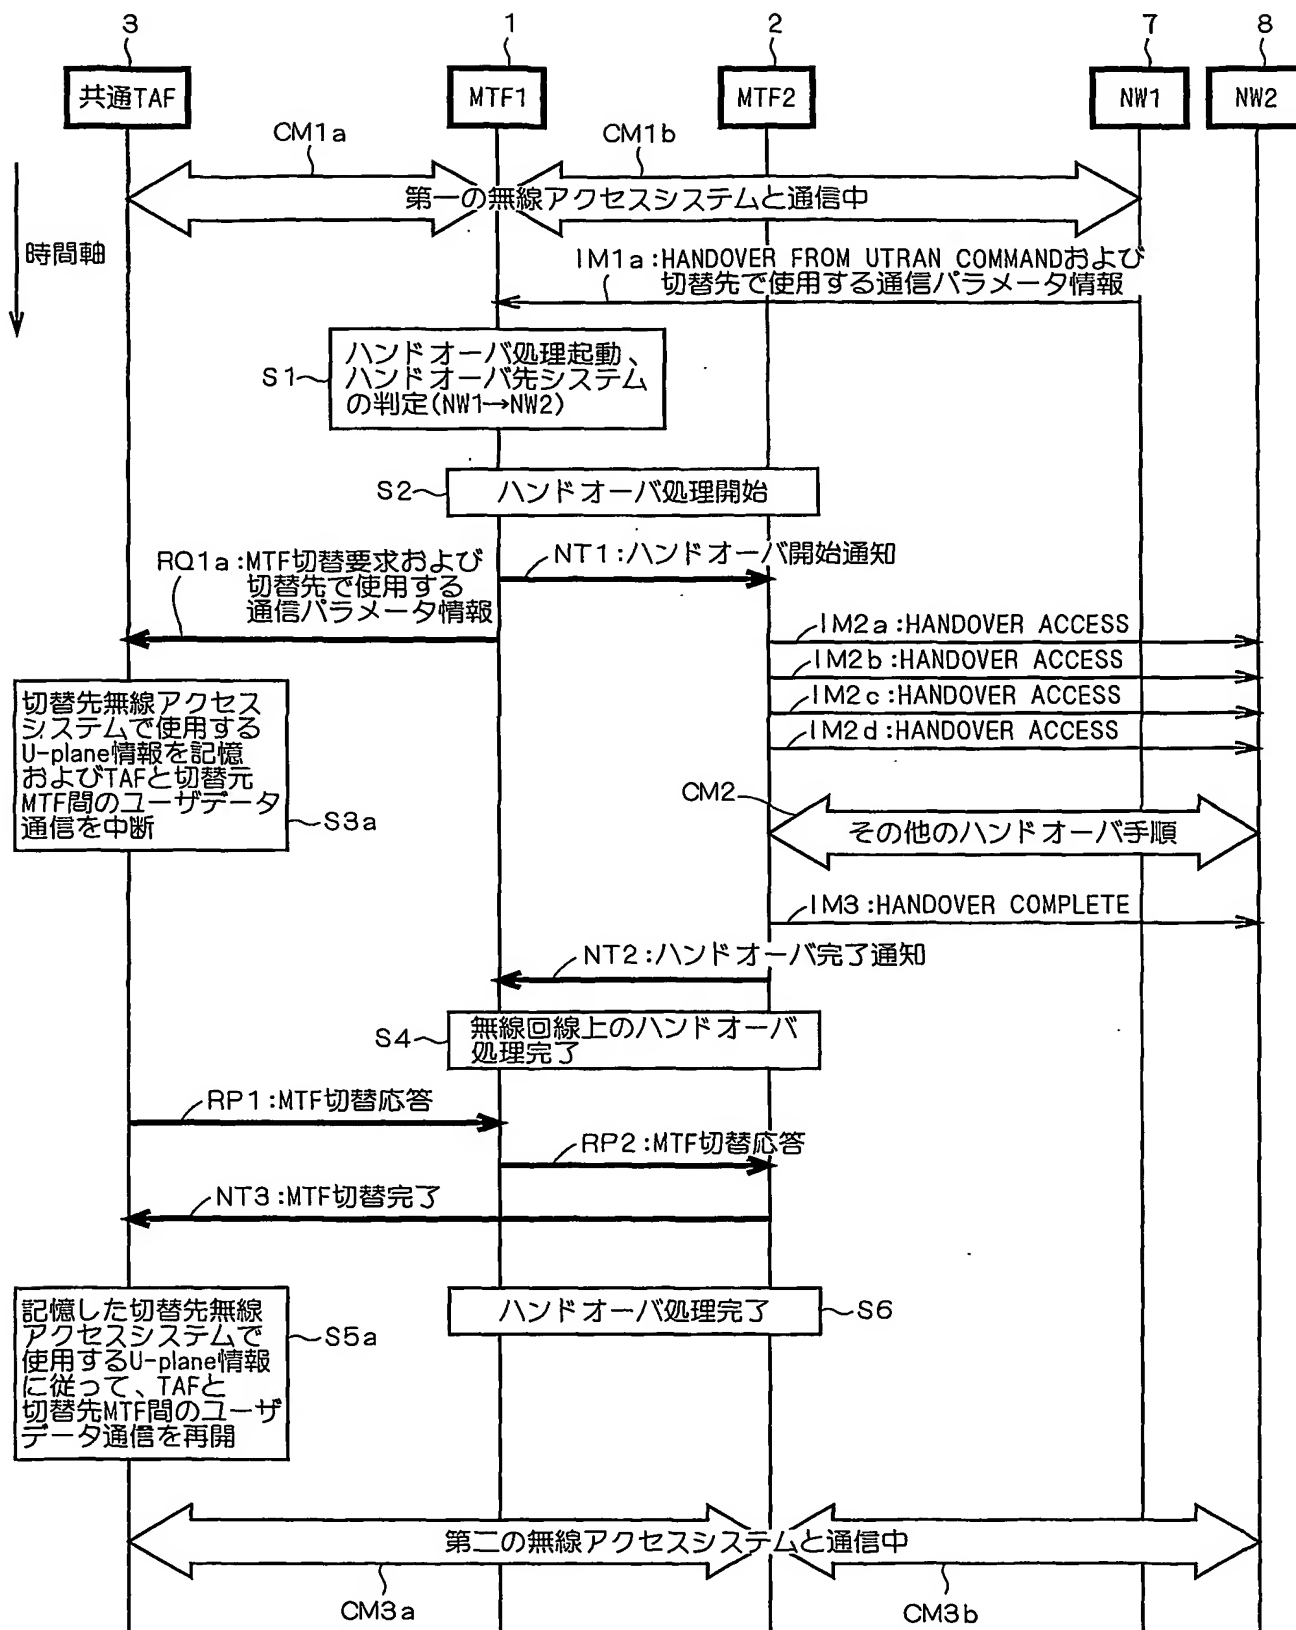 3
1
2
7
8
共通TAF
MTF1
MTF2
NW1
NW2
CM1a
CM1b
第一の無線アクセスシステムと通信中
時間軸
IM1a:HANDOVER FROM UTRAN COMMANDおよび
切替先で使用する通信パラメータ情報
S1
ハンドオーバ処理起動、
ハンドオーバ先システム
の判定(NW1→NW2)
S2
ハンドオーバ処理開始
RQ1a:MTF切替要求および
切替先で使用する
通信パラメータ情報
NT1:ハンドオーバ開始通知
IM2a:HANDOVER ACCESS
IM2b:HANDOVER ACCESS
IM2c:HANDOVER ACCESS
IM2d:HANDOVER ACCESS
切替先無線アクセス
システムで使用する
U-plane情報を記憶
およびTAFと切替元
MTF間のユーザデータ
通信を中断
S3a
CM2
その他のハンドオーバ手順
IM3:HANDOVER COMPLETE
NT2:ハンドオーバ完了通知
S4
無線回線上のハンドオーバ
処理完了
RP1:MTF切替応答
RP2:MTF切替応答
NT3:MTF切替完了
記憶した切替先無線
アクセスシステムで
使用するU-plane情報
に従って、TAFと
切替先MTF間のユーザ
データ通信を再開
S5a
ハンドオーバ処理完了
S6
第二の無線アクセスシステムと通信中
CM3a
CM3b